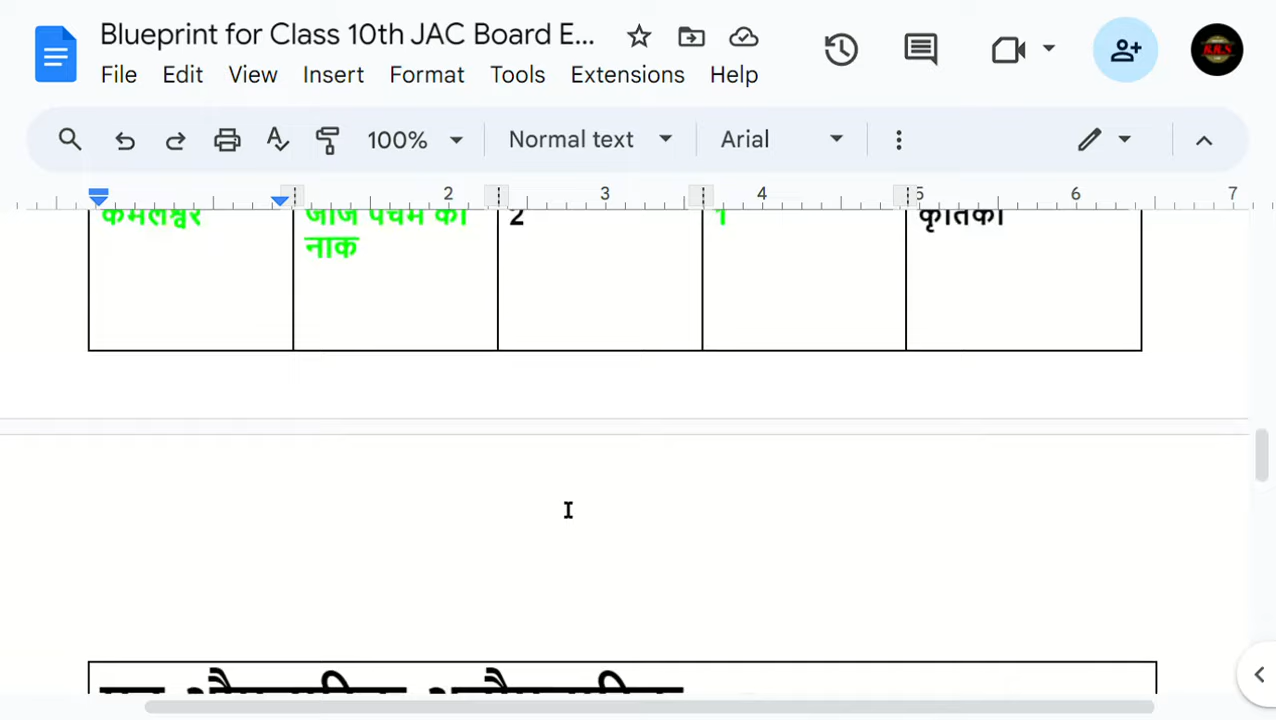 Blueprint for Class 10th JAC Board E...
File Edit View Insert Format Tools Extensions Help
100% Normal text Arial
2 3 4 5 6 7
कमलेश्वर जॉर्ज पंचम की 2 1 कृतिका
नाक